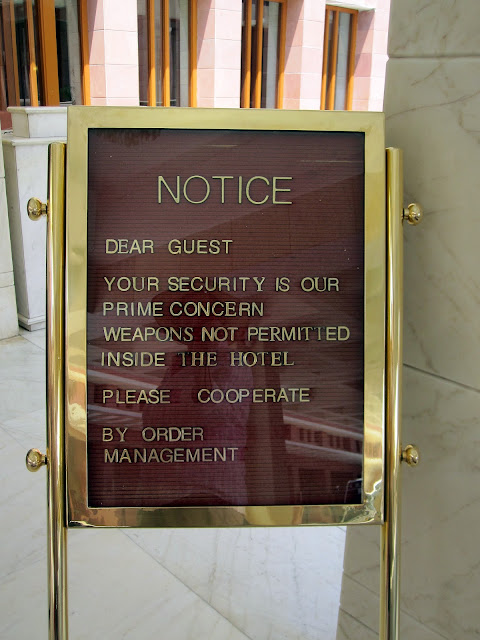 NOTICE
DEAR GUEST
YOUR SECURITY IS OUR
PRIME CONCERN
WEAPONS NOT PERMITTED
INSIDE THE HOTEL
PLEASE COOPERATE
BY ORDER
MANAGEMENT